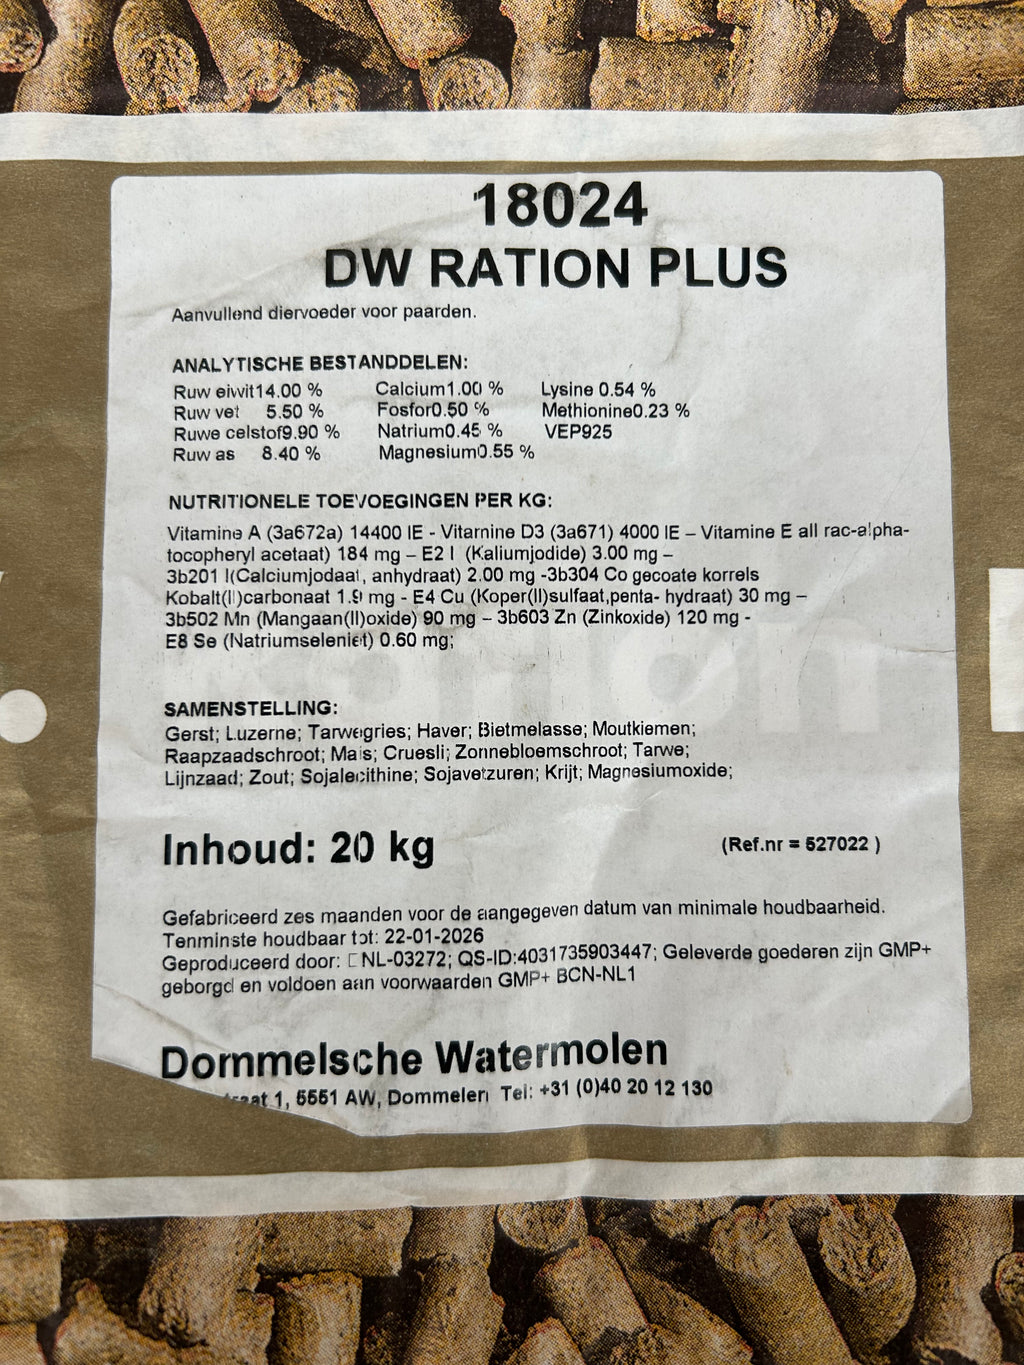 18024
DW RATION PLUS
Aanvullend diervoeder voor paarden.
ANALYTISCHE BESTANDDELEN:
Ruw eiwit14.00 % Calcium1.00 % Lysine 0.54 %
Ruw vet 5.50 % Fosfor0.50 % Methionine0.23 %
Ruwe celstof9.90 % Natrium0.45 % VEP925
Ruw as 8.40 % Magnesium0.55 %
NUTRITIONELE TOEVOEGINGEN PER KG:
Vitamine A (3a672a) 14400 IE - Vitamine D3 (3a671) 4000 IE – Vitamine E all rac-alpha-
tocopheryl acetaat) 184 mg – E2 I (Kaliumjodide) 3.00 mg –
3b201 I(Calciumjodaat, anhydraat) 2.00 mg -3b304 Co gecoate korrels
Kobalt(II)carbonaat 1.9 mg - E4 Cu (Koper(II)sulfaat,penta- hydraat) 30 mg –
3b502 Mn (Mangaan(II)oxide) 90 mg – 3b603 Zn (Zinkoxide) 120 mg -
E8 Se (Natriumseleniet) 0.60 mg;
SAMENSTELLING:
Gerst; Luzerne; Tarwegries; Haver; Bietmelasse; Moutkiemen;
Raapzaadschroot; Mais; Cruesli; Zonnebloemschroot; Tarwe;
Lijnzaad; Zout; Sojalecithine; Sojavetzuren; Krijt; Magnesiumoxide;
Inhoud: 20 kg (Ref.nr = 527022 )
Gefabriceerd zes maanden voor de aangegeven datum van minimale houdbaarheid.
Tenminste houdbaar tot: 22-01-2026
Geproduceerd door: NL-03272; QS-ID:4031735903447; Geleverde goederen zijn GMP+
geborgd en voldoen aan voorwaarden GMP+ BCN-NL1
Dommelsche Watermolen
traat 1, 5551 AW, Dommelen Tel: +31 (0)40 20 12 130